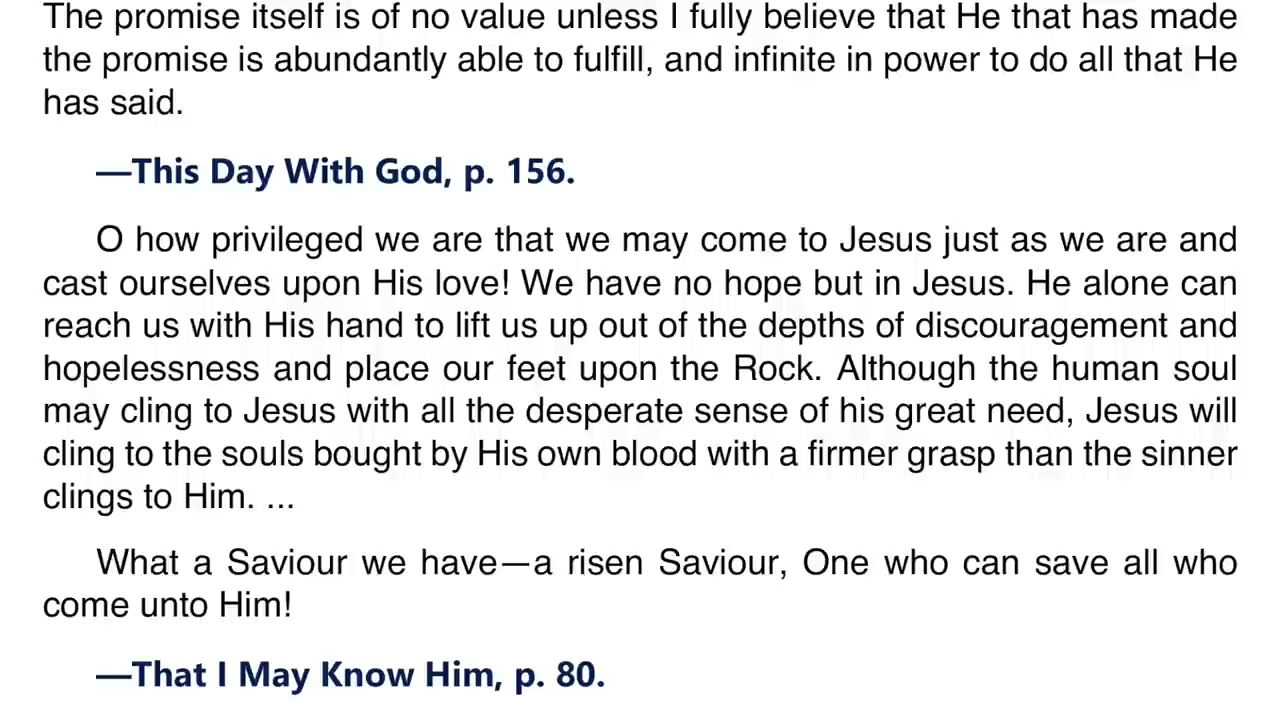 The promise itself is of no value unless I fully believe that He that has made
the promise is abundantly able to fulfill, and infinite in power to do all that He
has said.
—This Day With God, p. 156.
O how privileged we are that we may come to Jesus just as we are and
cast ourselves upon His love! We have no hope but in Jesus. He alone can
reach us with His hand to lift us up out of the depths of discouragement and
hopelessness and place our feet upon the Rock. Although the human soul
may cling to Jesus with all the desperate sense of his great need, Jesus will
cling to the souls bought by His own blood with a firmer grasp than the sinner
clings to Him. ...
What a Saviour we have—a risen Saviour, One who can save all who
come unto Him!
—That I May Know Him, p. 80.